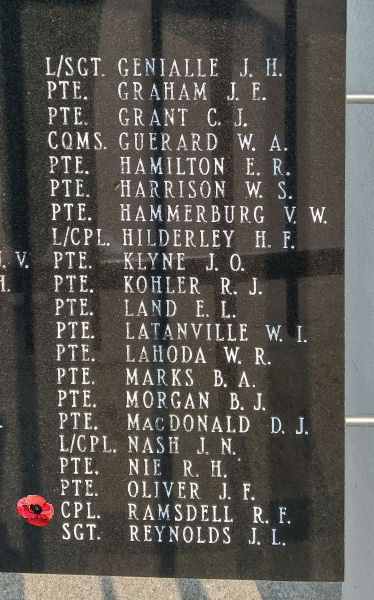 L/SGT. GENIALLE J. H.
PTE. GRAHAM J. E.
PTE. GRANT C. J.
CQMS. GUERARD W. A.
PTE. HAMILTON E. R.
PTE. HARRISON W. S.
PTE. HAMMERBURG V. W.
L/CPL. HILDERLEY H. F.
V. PTE. KLYNE J. O.
H. PTE. KOHLER R. J.
PTE. LAND E. L.
PTE. LATANVILLE W. I.
PTE. LAHODA W. R.
PTE. MARKS B. A.
PTE. MORGAN B. J.
PTE. MACDONALD D. J.
L/CPL. NASH J. N.
PTE. NIE R. H.
PTE. OLIVER J. F.
CPL. RAMSDELL R. F.
SGT. REYNOLDS J. L.